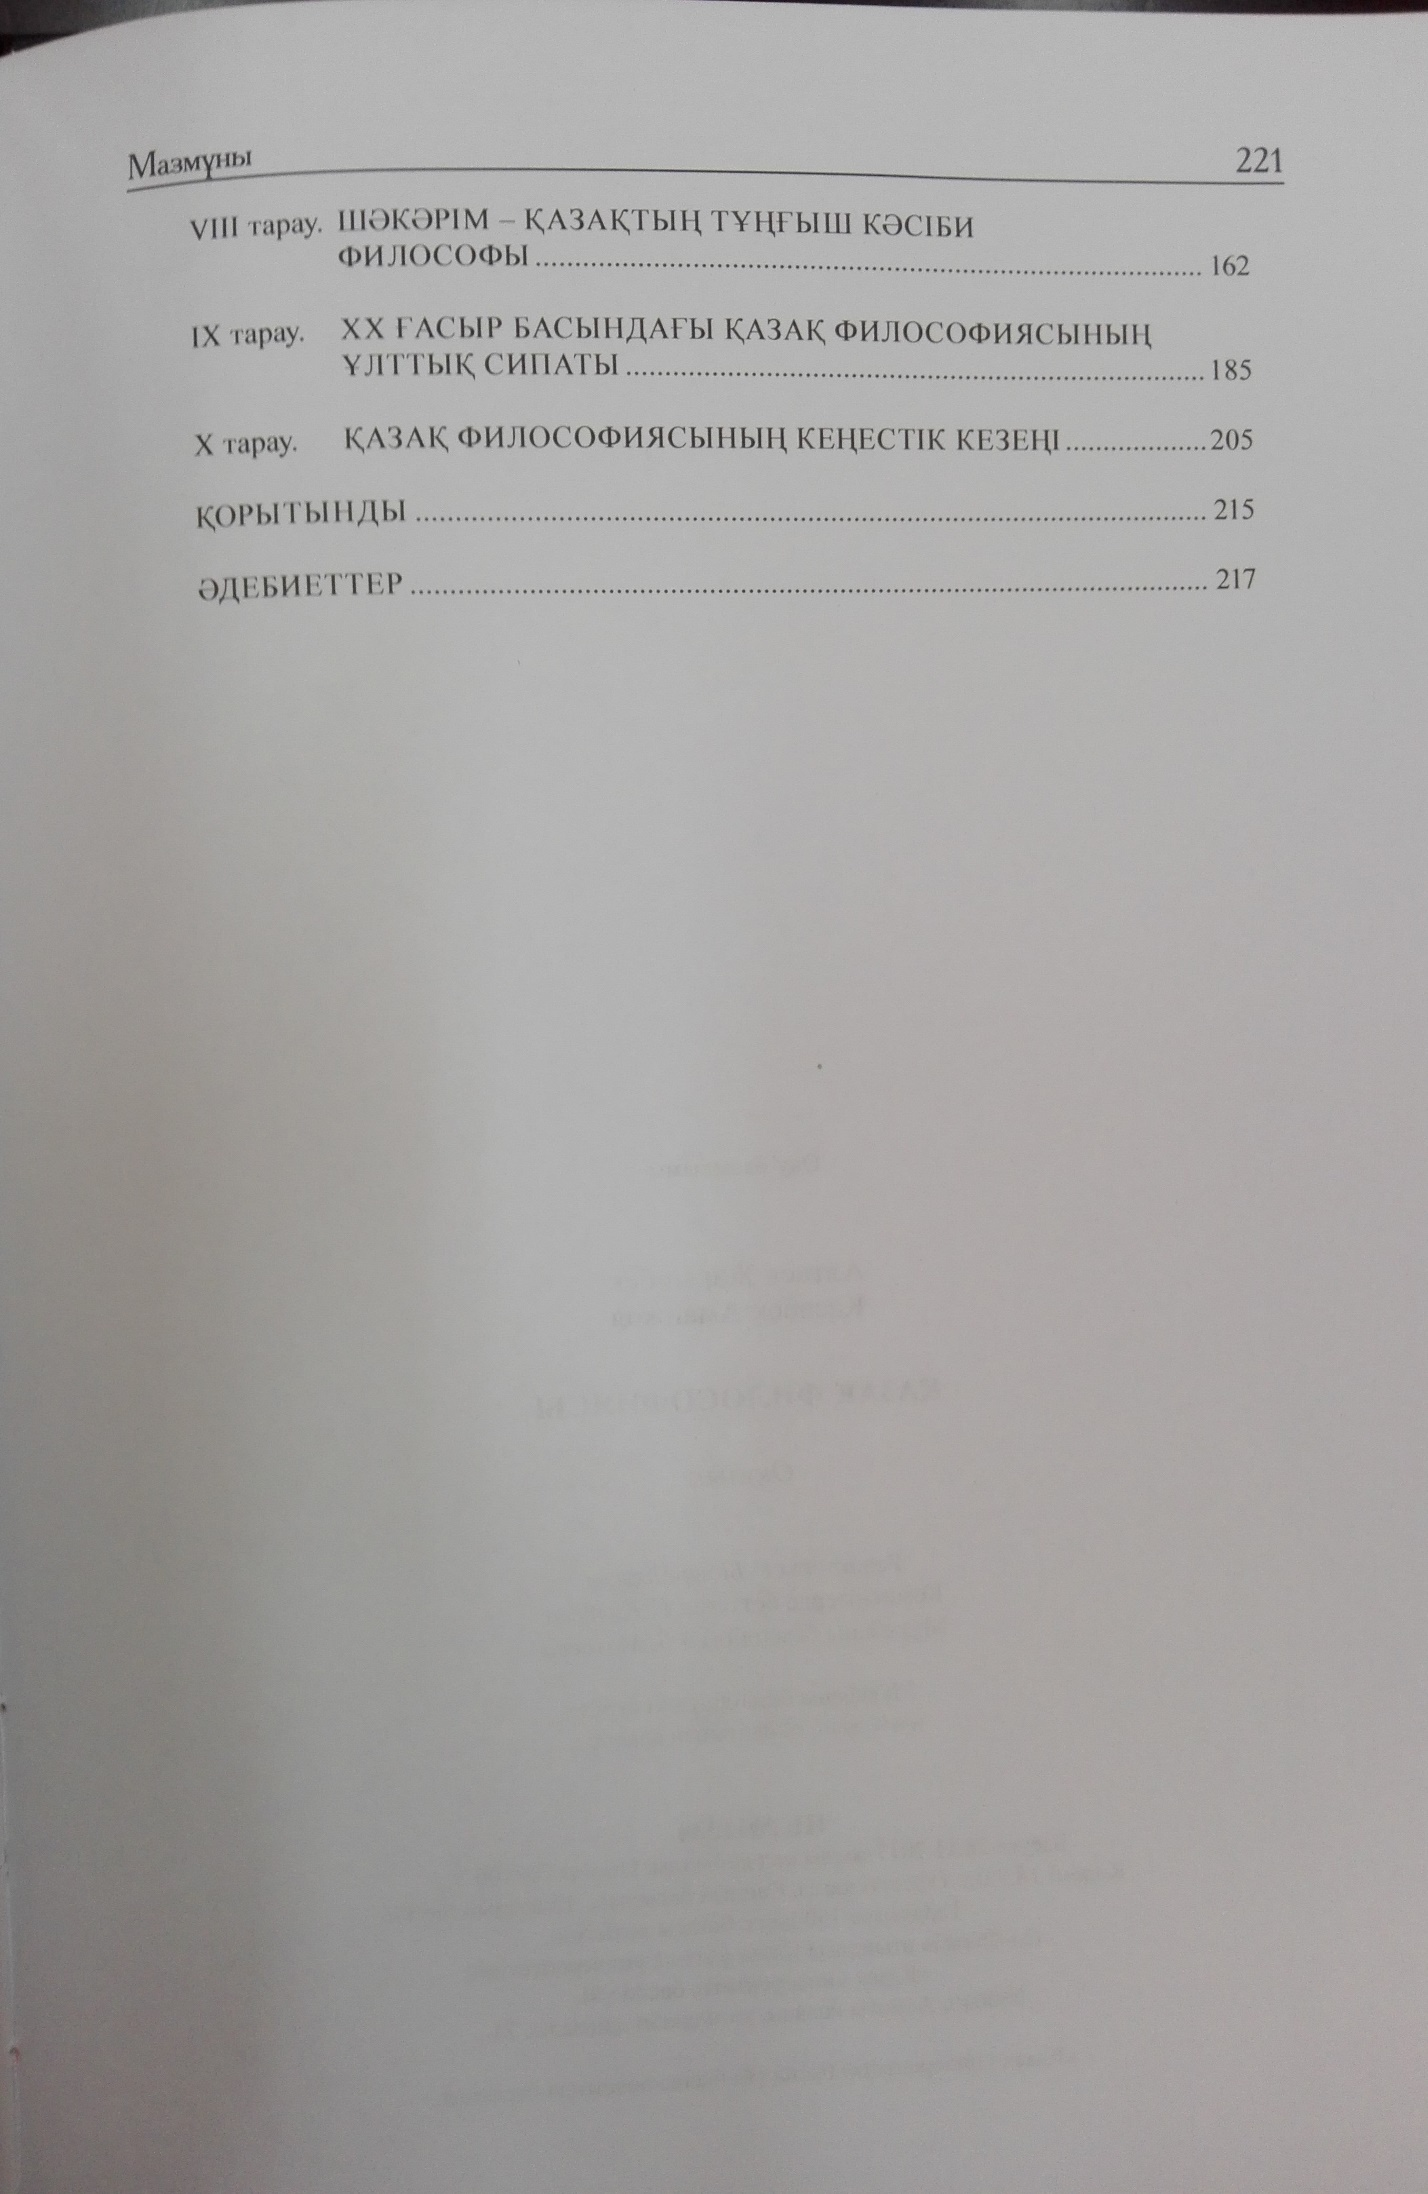 Мазмұны 221
VIII тарау. ШӘКӘРІМ – ҚАЗАҚТЫҢ ТҰҢҒЫШ КӘСІБИ
ФИЛОСОФЫ ........ 162
IX тарау. XX ҒАСЫР БАСЫНДАҒЫ ҚАЗАҚ ФИЛОСОФИЯСЫНЫҢ
ҰЛТТЫҚ СИПАТЫ ........ 185
X тарау. ҚАЗАҚ ФИЛОСОФИЯСЫНЫҢ КЕҢЕСТІК КЕЗЕҢІ ........ 205
ҚОРЫТЫНДЫ ........ 215
ӘДЕБИЕТТЕР ........ 217